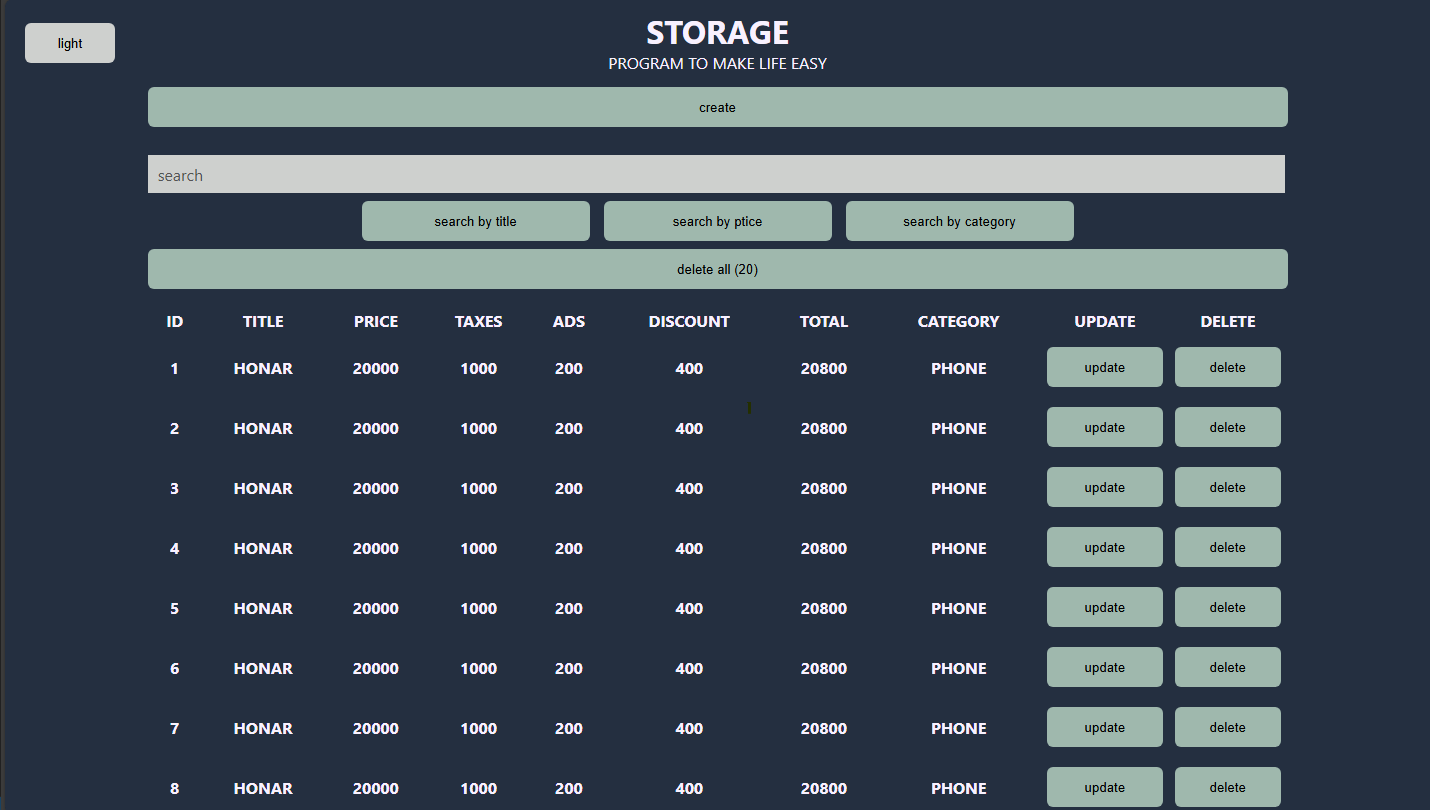 light
STORAGE
PROGRAM TO MAKE LIFE EASY
create
search
search by title search by ptice search by category
delete all (20)
ID TITLE PRICE TAXES ADS DISCOUNT TOTAL CATEGORY UPDATE DELETE
1 HONAR 20000 1000 200 400 20800 PHONE update delete
2 HONAR 20000 1000 200 400 20800 PHONE update delete
3 HONAR 20000 1000 200 400 20800 PHONE update delete
4 HONAR 20000 1000 200 400 20800 PHONE update delete
5 HONAR 20000 1000 200 400 20800 PHONE update delete
6 HONAR 20000 1000 200 400 20800 PHONE update delete
7 HONAR 20000 1000 200 400 20800 PHONE update delete
8 HONAR 20000 1000 200 400 20800 PHONE update delete